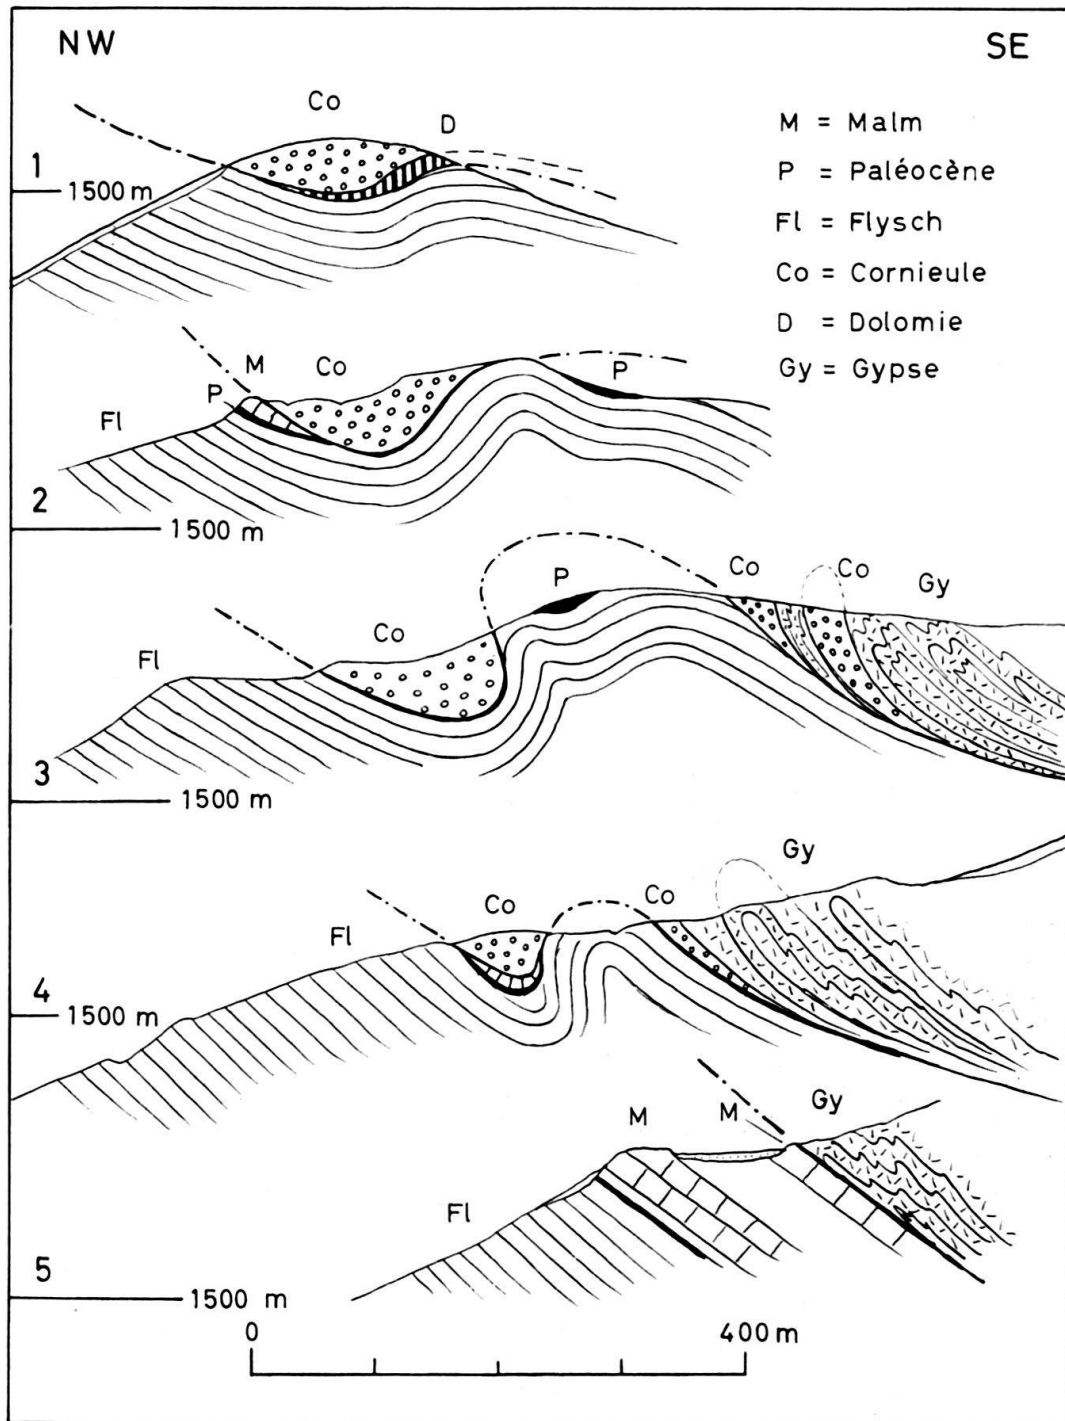 NW
SE
M = Malm
P = Paléocène
Fl = Flysch
Co = Cornieule
D = Dolomie
Gy = Gypse
Co
D
1
1500 m
M
Co
P
P
Fl
2
1500 m
Co
Co
Gy
P
Co
Fl
3
1500 m
Gy
Co
Co
Fl
4
1500 m
M
M
Gy
Fl
5
1500 m
0
400 m